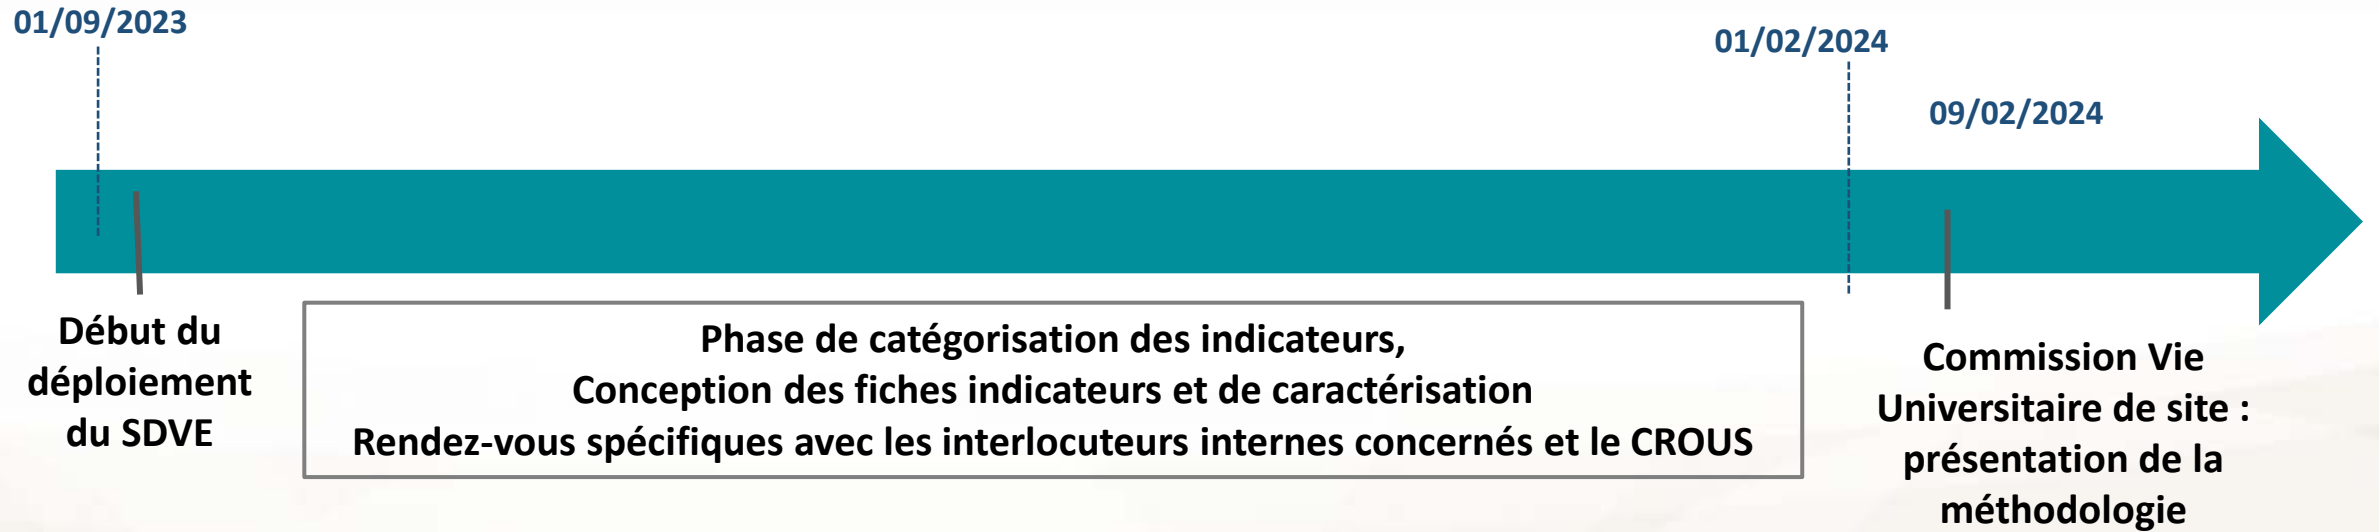 01/09/2023
01/02/2024
09/02/2024
Début du
déploiement
du SDVE
Phase de catégorisation des indicateurs,
Conception des fiches indicateurs et de caractérisation
Rendez-vous spécifiques avec les interlocuteurs internes concernés et le CROUS
Commission Vie
Universitaire de site :
présentation de la
méthodologie